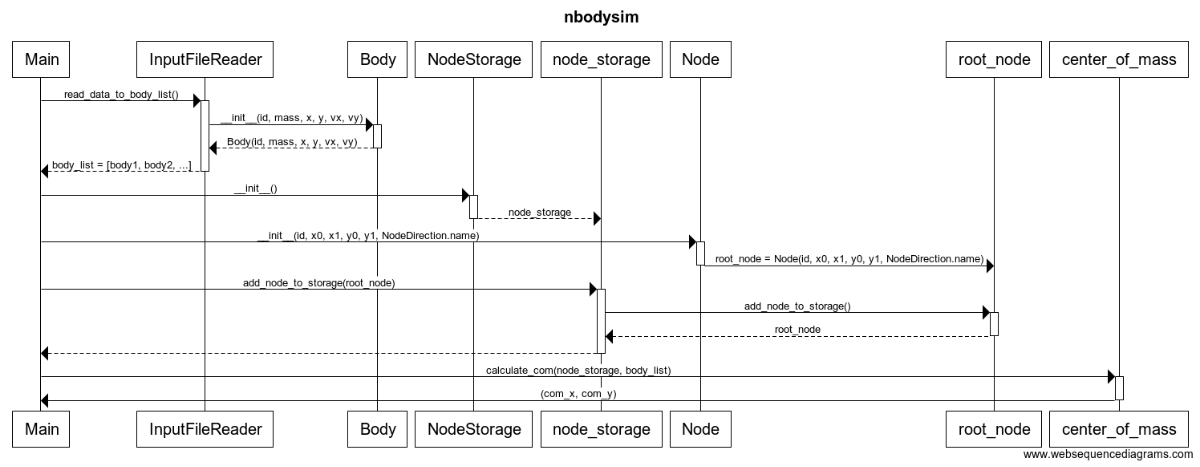 nbodysim
Main InputFileReader Body NodeStorage node_storage Node root_node center_of_mass
read_data_to_body_list()
__init__(id, mass, x, y, vx, vy)
Body(id, mass, x, y, vx, vy)
body_list = [body1, body2, ...]
__init__()
node_storage
__init__(id, x0, x1, y0, y1, NodeDirection.name)
root_node = Node(id, x0, x1, y0, y1, NodeDirection.name)
add_node_to_storage(root_node)
add_node_to_storage()
root_node
calculate_com(node_storage, body_list)
(com_x, com_y)
Main InputFileReader Body NodeStorage node_storage Node root_node center_of_mass
www.websequencediagrams.com